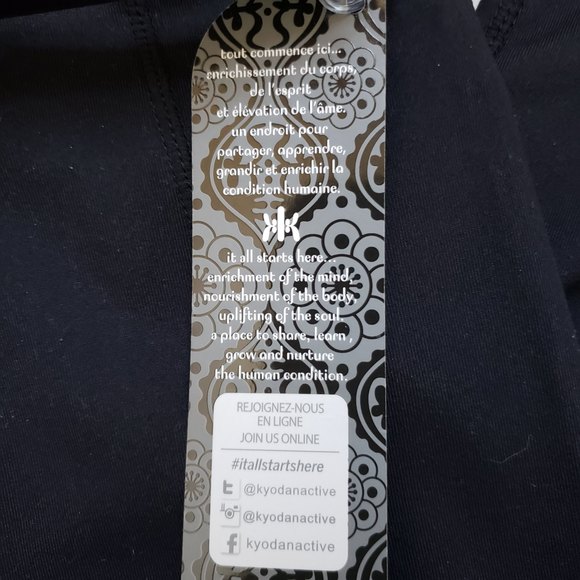 tout commence ici...
enrichissement du corps,
de l'esprit
et élévation de l'âme.
un endroit pour
partager, apprendre,
grandir et enrichir la
condition humaine.
it all starts here...
enrichment of the mind,
nourishment of the body,
uplifting of the soul.
a place to share, learn,
grow and nurture
the human condition.
REJOIGNEZ-NOUS
EN LIGNE
JOIN US ONLINE
#itallstartshere
@kyodanactive
@kyodanactive
kyodanactive